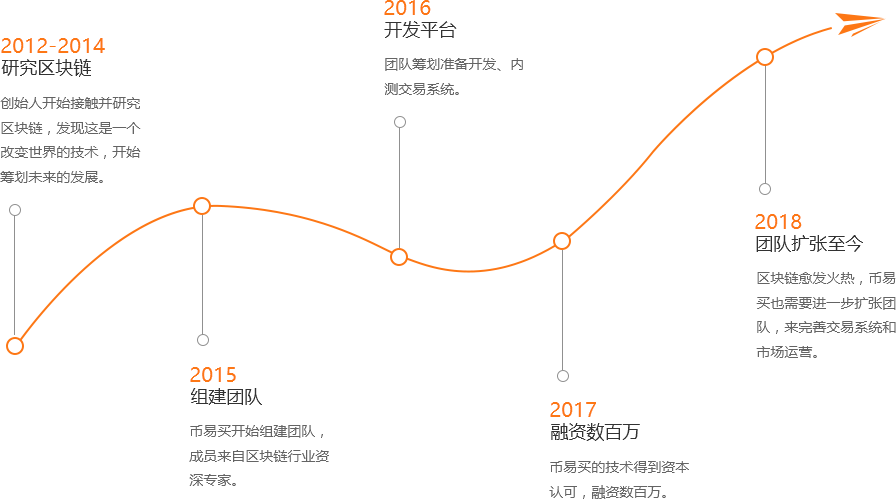 2012-2014
研究区块链
创始人开始接触并研究
区块链，发现这是一个
改变世界的技术，开始
筹划未来的发展。
2015
组建团队
币易买开始组建团队，
成员来自区块链行业资
深专家。
2016
开发平台
团队筹划准备开发、内
测交易系统。
2017
融资数百万
币易买的技术得到资本
认可，融资数百万。
2018
团队扩张至今
区块链愈发火热，币易
买也需要进一步扩张团
队，来完善交易系统和
市场运营。